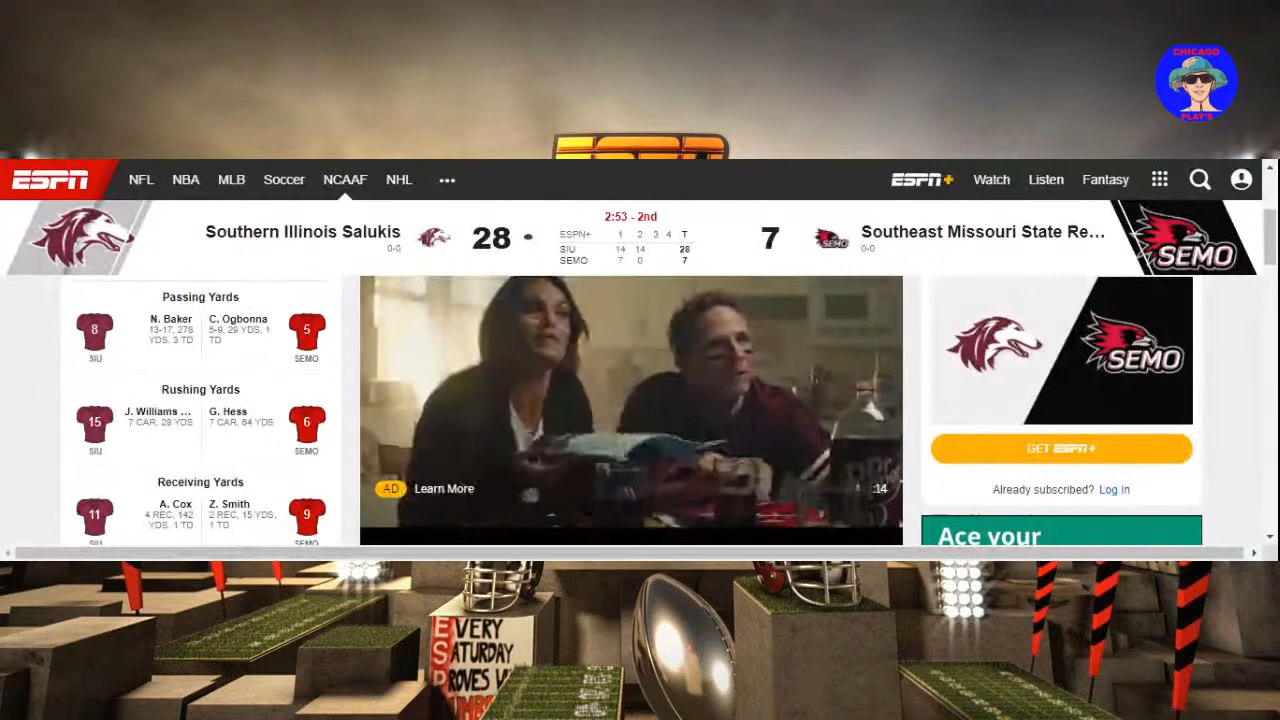 CHICAGO
PLAY'S
ESPN NFL NBA MLB Soccer NCAAF NHL ••• ESPN+ Watch Listen Fantasy
Southern Illinois Salukis
0-0
28
2:53 - 2nd
ESPN+ 1 2 3 4 T
SIU 14 14 28
SEMO 7 0 7
7
SEMO
Southeast Missouri State Re...
0-0
SEMO
Passing Yards
8
SIU
N. Baker
13-17, 278
YDS, 3 TD
C. Ogbonna
5-9, 29 YDS, 1
TD
5
SEMO
Rushing Yards
15
SIU
J. Williams ...
7 CAR, 28 YDS
G. Hess
7 CAR, 64 YDS
6
SEMO
Receiving Yards
11
SIU
A. Cox
4 REC, 142
YDS, 1 TD
Z. Smith
2 REC, 15 YDS,
1 TD
9
SEMO
AD Learn More :14
SEMO
GET ESPN+
Already subscribed? Log In
Ace your
EVERY
SATURDAY
PROVES